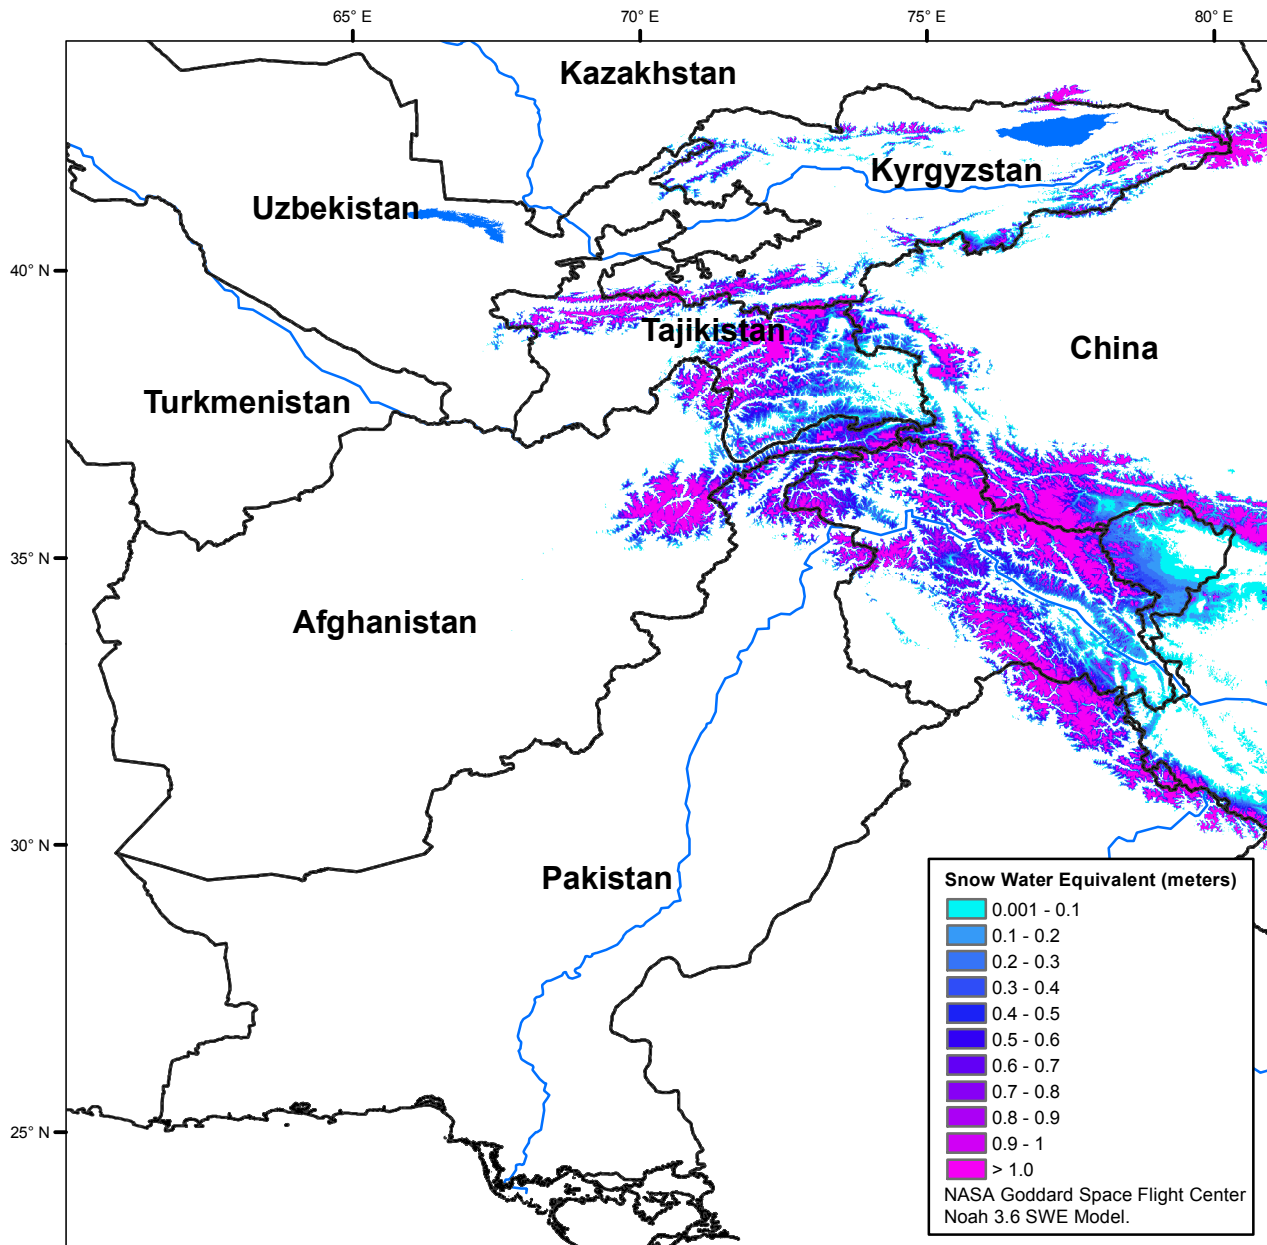 65° E
70° E
75° E
80° E
Kazakhstan
Kyrgyzstan
Uzbekistan
40° N
Tajikistan
China
Turkmenistan
35° N
Afghanistan
30° N
Pakistan
25° N
Snow Water Equivalent (meters)
0.001 - 0.1
0.1 - 0.2
0.2 - 0.3
0.3 - 0.4
0.4 - 0.5
0.5 - 0.6
0.6 - 0.7
0.7 - 0.8
0.8 - 0.9
0.9 - 1
> 1.0
NASA Goddard Space Flight Center
Noah 3.6 SWE Model.